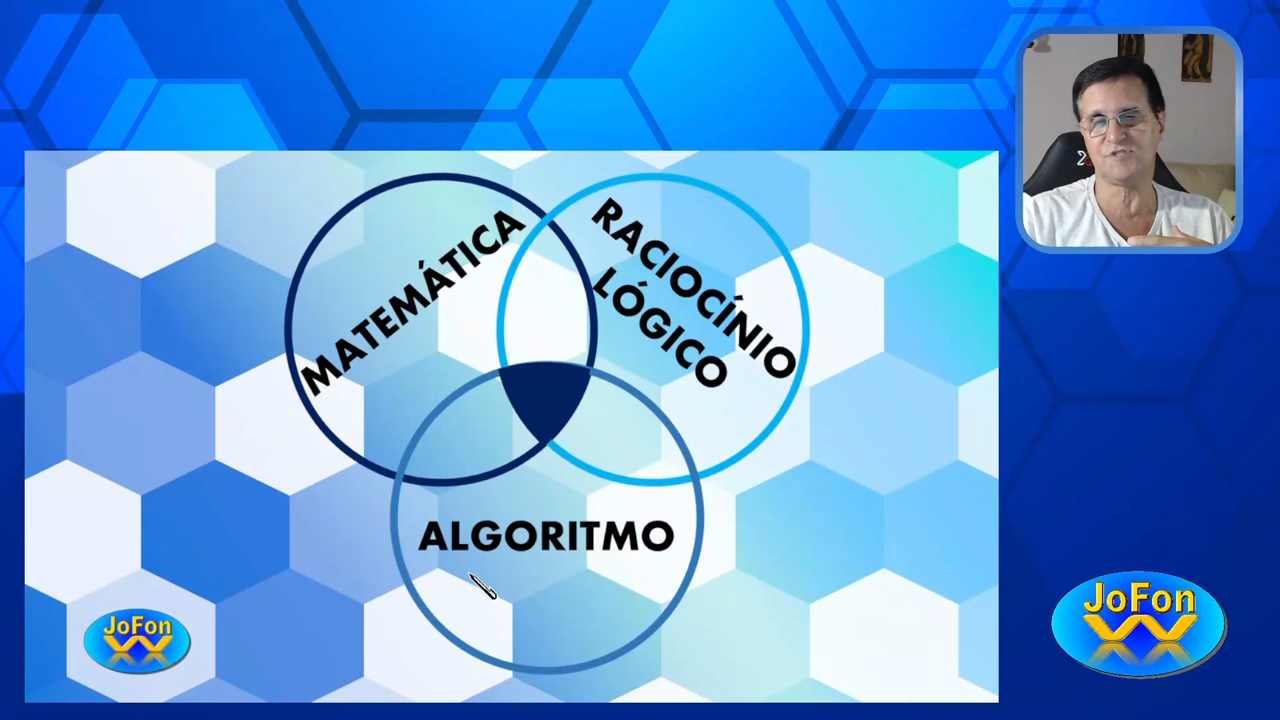 MATEMÁTICA
RACIOCÍNIO
LÓGICO
ALGORITMO
JoFon
JoFon